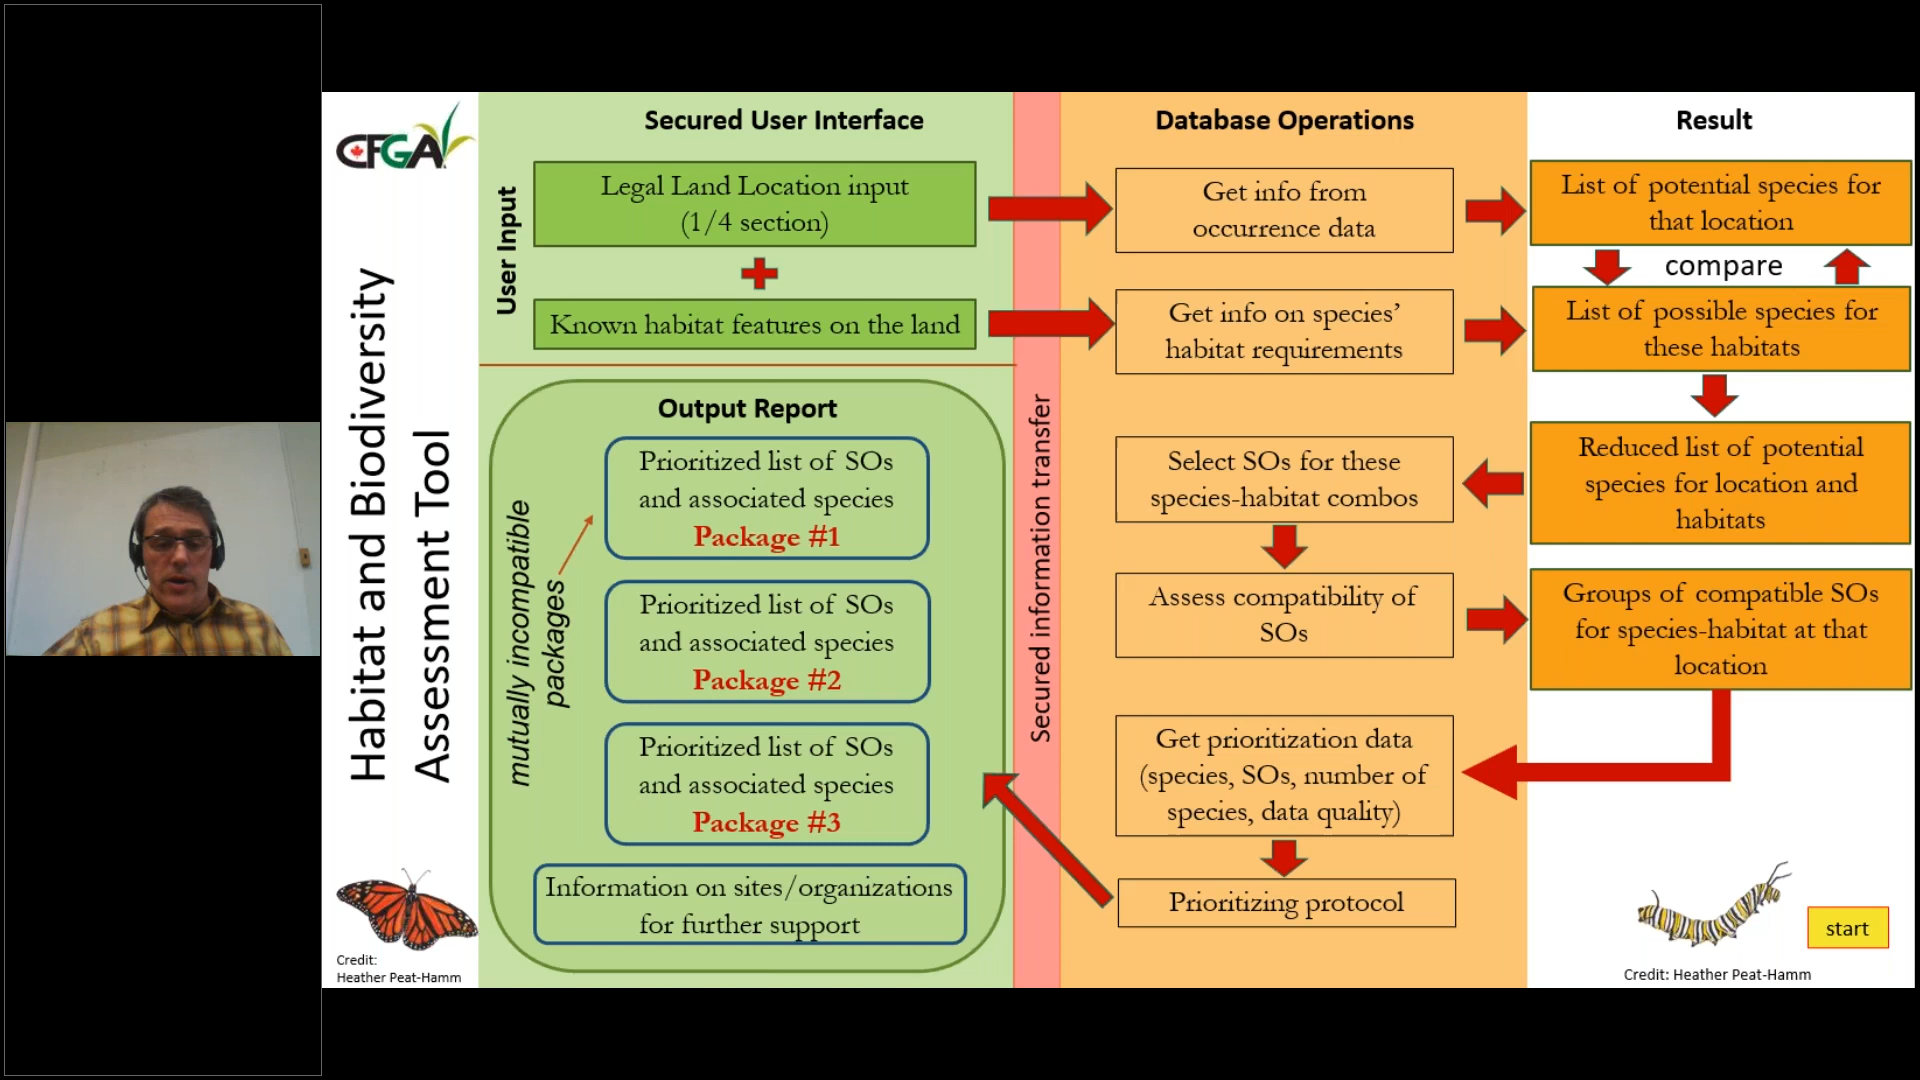 CFGA
Habitat and Biodiversity
Assessment Tool
Credit:
Heather Peat-Hamm
Secured User Interface
User Input
Legal Land Location input
(1/4 section)
Known habitat features on the land
Output Report
mutually incompatible
packages
Prioritized list of SOs
and associated species
Package #1
Prioritized list of SOs
and associated species
Package #2
Prioritized list of SOs
and associated species
Package #3
Information on sites/organizations
for further support
Secured information transfer
Database Operations
Get info from
occurrence data
Get info on species’
habitat requirements
Select SOs for these
species-habitat combos
Assess compatibility of
SOs
Get prioritization data
(species, SOs, number of
species, data quality)
Prioritizing protocol
Result
List of potential species for
that location
compare
List of possible species for
these habitats
Reduced list of potential
species for location and
habitats
Groups of compatible SOs
for species-habitat at that
location
start
Credit: Heather Peat-Hamm